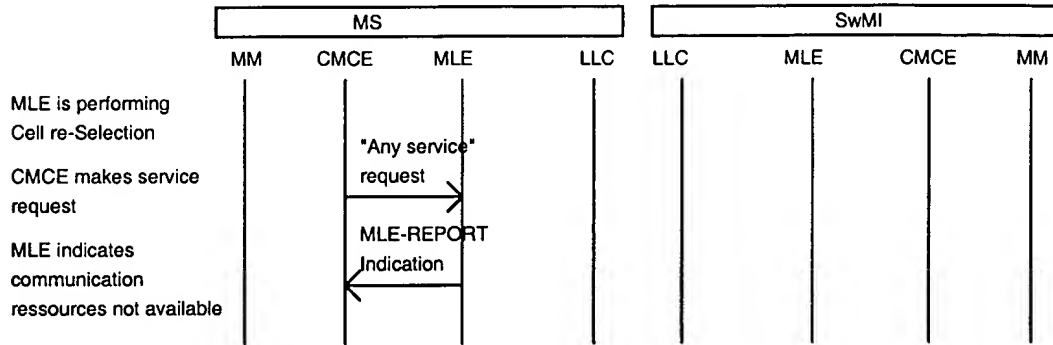 MS
SwMI
MM CMCE MLE LLC LLC MLE CMCE MM
MLE is performing
Cell re-Selection
"Any service"
request
CMCE makes service
request
MLE-REPORT
Indication
MLE indicates
communication
ressources not available